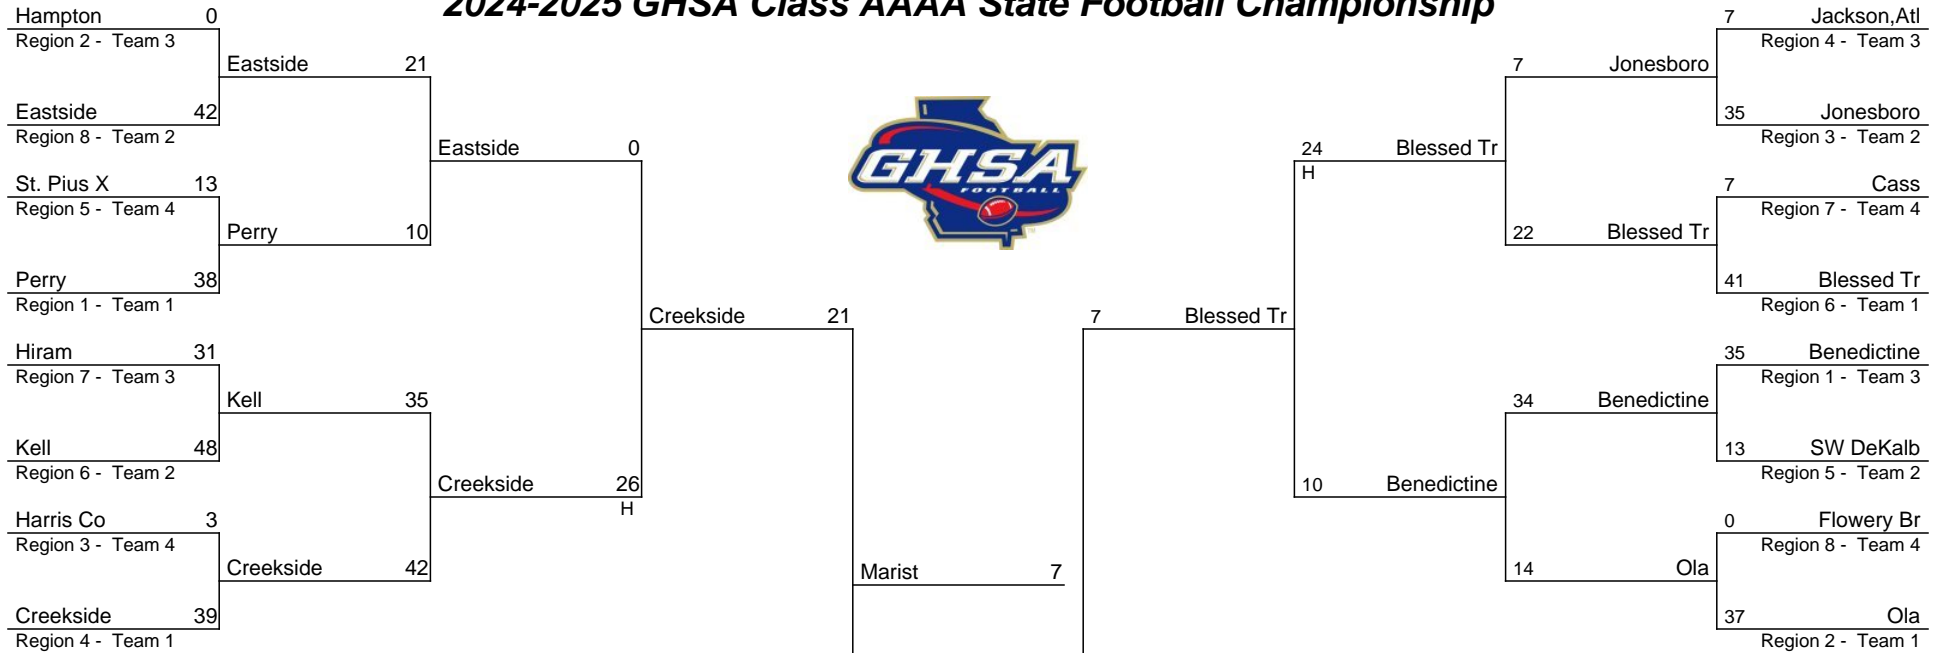 2024-2025 GHSA Class AAAA State Football Championship
Hampton 0
Region 2 - Team 3
Eastside 21
Eastside 42
Region 8 - Team 2
Eastside 0
St. Pius X 13
Region 5 - Team 4
Perry 10
Perry 38
Region 1 - Team 1
Creekside 21
Hiram 31
Region 7 - Team 3
Kell 35
Kell 48
Region 6 - Team 2
Creekside 26
H
Harris Co 3
Region 3 - Team 4
Creekside 42
Creekside 39
Region 4 - Team 1
GHSA
FOOTBALL
Marist 7
7 Jackson,Atl
Region 4 - Team 3
7 Jonesboro
35 Jonesboro
Region 3 - Team 2
24 Blessed Tr
H
7 Cass
Region 7 - Team 4
22 Blessed Tr
41 Blessed Tr
Region 6 - Team 1
7 Blessed Tr
35 Benedictine
Region 1 - Team 3
34 Benedictine
13 SW DeKalb
Region 5 - Team 2
10 Benedictine
0 Flowery Br
Region 8 - Team 4
14 Ola
37 Ola
Region 2 - Team 1